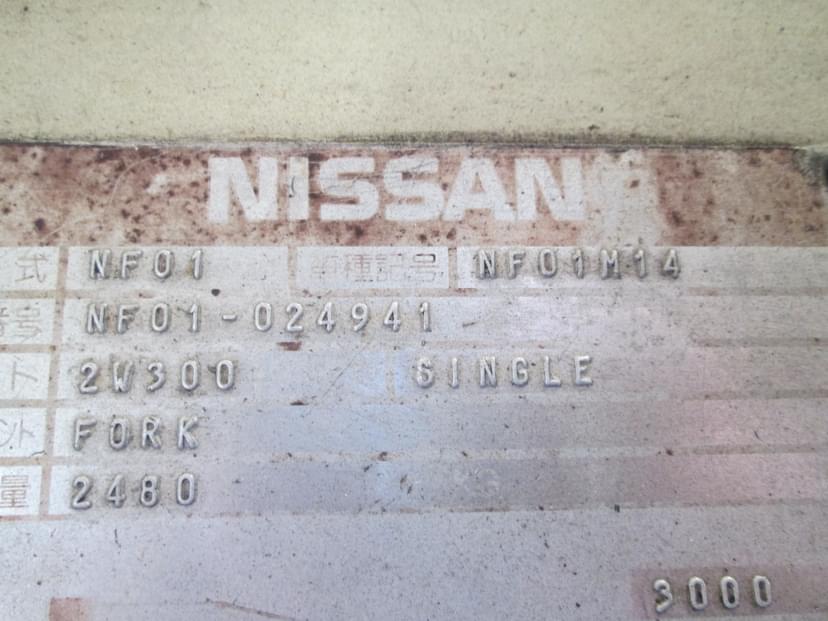 NISSAN
式 NF01 車種記号 NF01M14
番号 NF01-024941
ト 2W300 SINGLE
ント FORK
量 2480 KG
3000